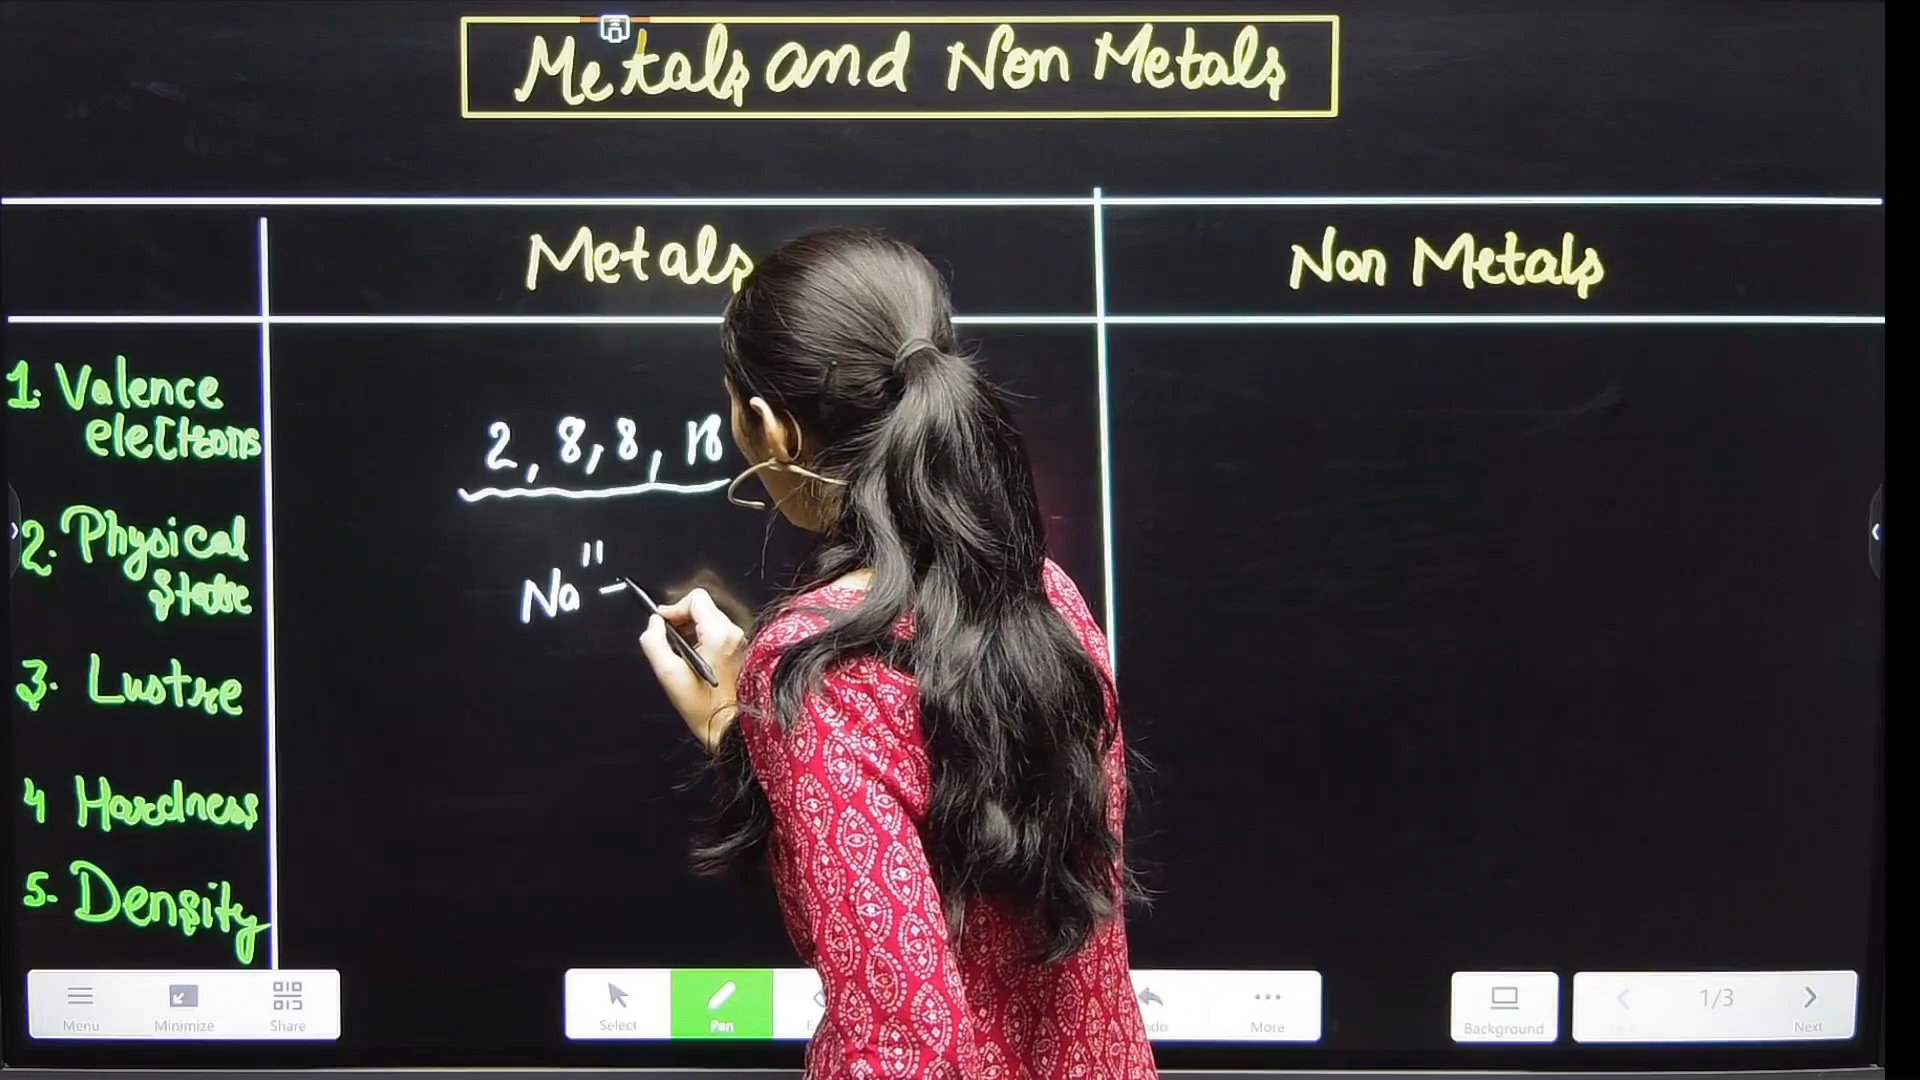 Metals and Non Metals
Metals
Non Metals
1. Valence
electrons
2, 8, 8, 18
2. Physical
State
Na" -
3. Lustre
4 Hardness
5. Density
Menu
Minimize
Share
Select
Pen
More
Background
1/3
Next